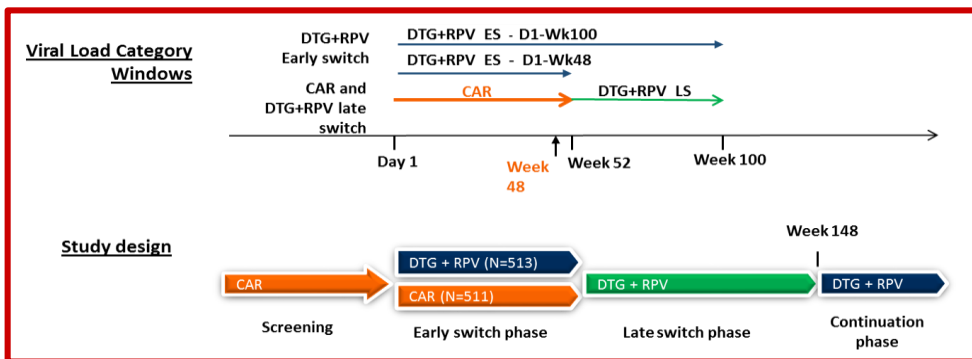 Viral Load Category
Windows
DTG+RPV
Early switch
DTG+RPV ES - D1-Wk100
DTG+RPV ES - D1-Wk48
CAR and
DTG+RPV late
switch
CAR
DTG+RPV LS
Day 1
Week
48
Week 52
Week 100
Study design
Week 148
CAR
DTG + RPV (N=513)
CAR (N=511)
DTG + RPV
DTG + RPV
Screening
Early switch phase
Late switch phase
Continuation
phase